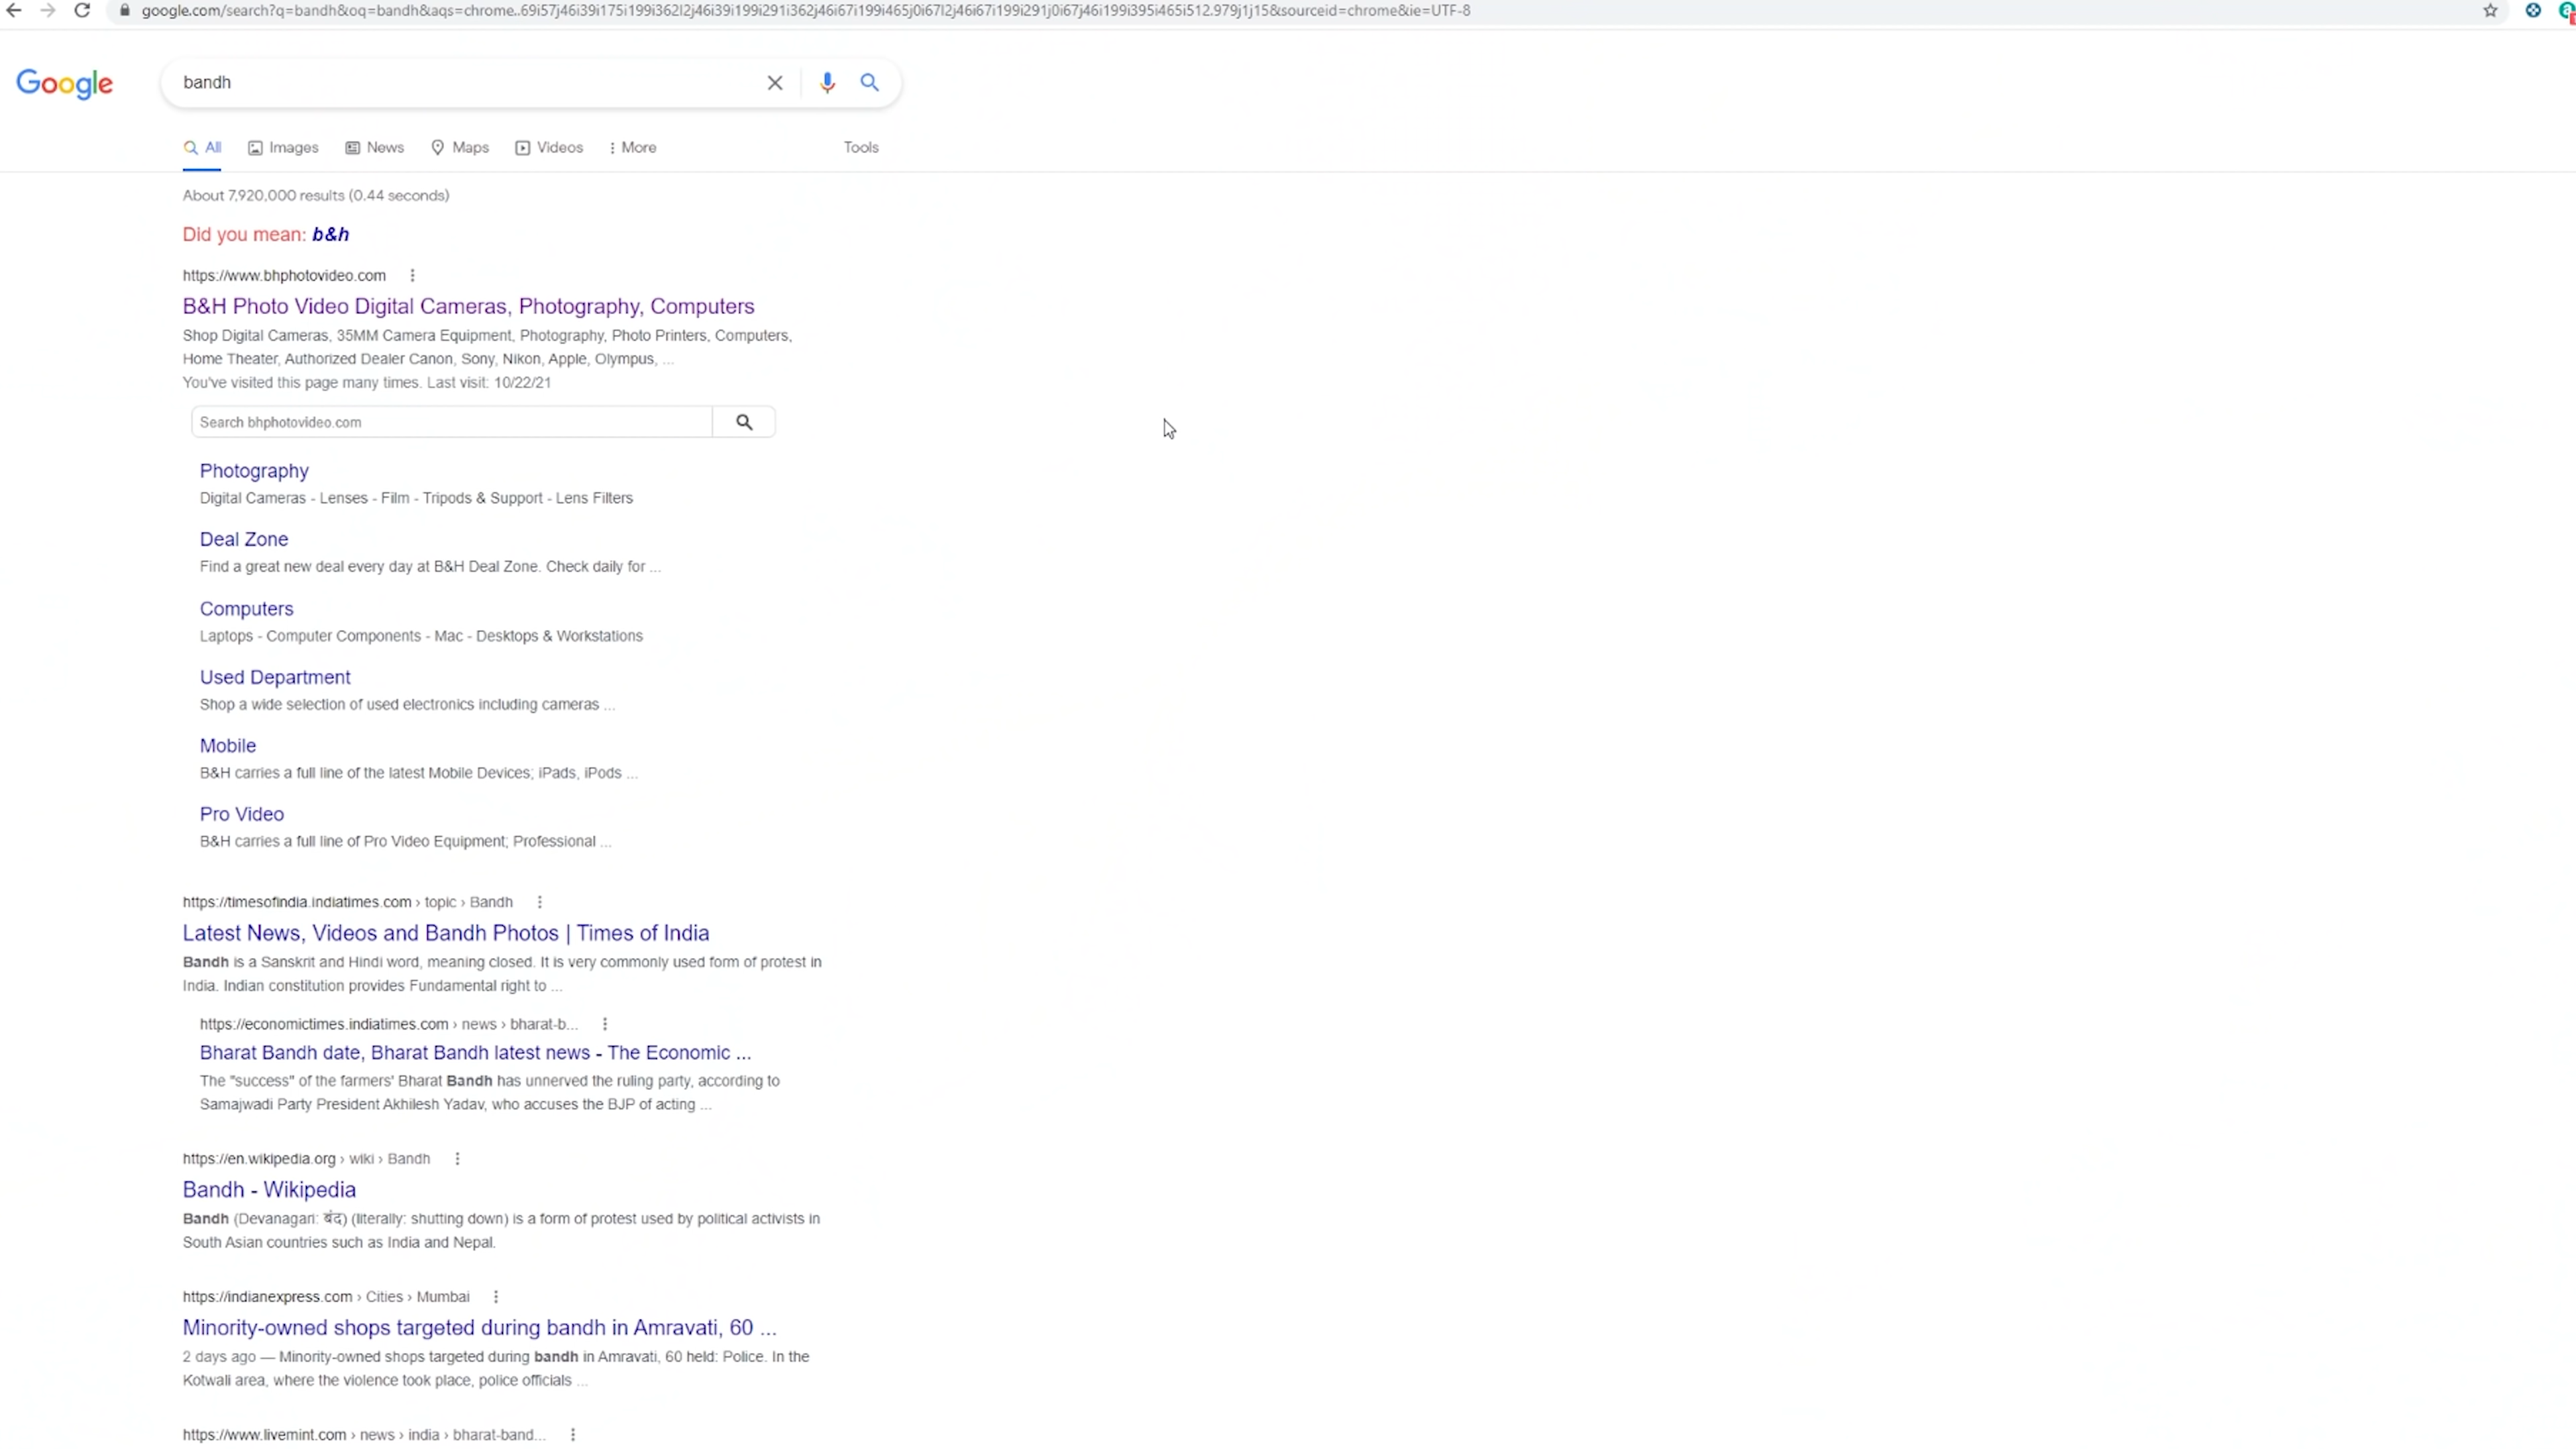 google.com/search?q=bandh&oq=bandh&aqs=chrome..69i57j46i39i175i199i362l2j46i39i199i291i362j46i67i199i465j0i67l2j46i67i199i291j0i67j46i199i395i465i512.979j1j15&sourceid=chrome&ie=UTF-8
Google bandh
All Images News Maps Videos More Tools
About 7,920,000 results (0.44 seconds)
Did you mean: b&h
https://www.bhphotovideo.com
B&H Photo Video Digital Cameras, Photography, Computers
Shop Digital Cameras, 35MM Camera Equipment, Photography, Photo Printers, Computers,
Home Theater, Authorized Dealer Canon, Sony, Nikon, Apple, Olympus, ...
You've visited this page many times. Last visit: 10/22/21
Search bhphotovideo.com
Photography
Digital Cameras - Lenses - Film - Tripods & Support - Lens Filters
Deal Zone
Find a great new deal every day at B&H Deal Zone. Check daily for ...
Computers
Laptops - Computer Components - Mac - Desktops & Workstations
Used Department
Shop a wide selection of used electronics including cameras ...
Mobile
B&H carries a full line of the latest Mobile Devices; iPads, iPods ...
Pro Video
B&H carries a full line of Pro Video Equipment; Professional ...
https://timesofindia.indiatimes.com › topic › Bandh
Latest News, Videos and Bandh Photos | Times of India
Bandh is a Sanskrit and Hindi word, meaning closed. It is very commonly used form of protest in
India. Indian constitution provides Fundamental right to ...
https://economictimes.indiatimes.com › news › bharat-b...
Bharat Bandh date, Bharat Bandh latest news - The Economic ...
The "success" of the farmers' Bharat Bandh has unnerved the ruling party, according to
Samajwadi Party President Akhilesh Yadav, who accuses the BJP of acting ...
https://en.wikipedia.org › wiki › Bandh
Bandh - Wikipedia
Bandh (Devanagari: बंद) (literally: shutting down) is a form of protest used by political activists in
South Asian countries such as India and Nepal.
https://indianexpress.com › Cities › Mumbai
Minority-owned shops targeted during bandh in Amravati, 60 ...
2 days ago — Minority-owned shops targeted during bandh in Amravati, 60 held: Police. In the
Kotwali area, where the violence took place, police officials ...
https://www.livemint.com › news › india › bharat-band...